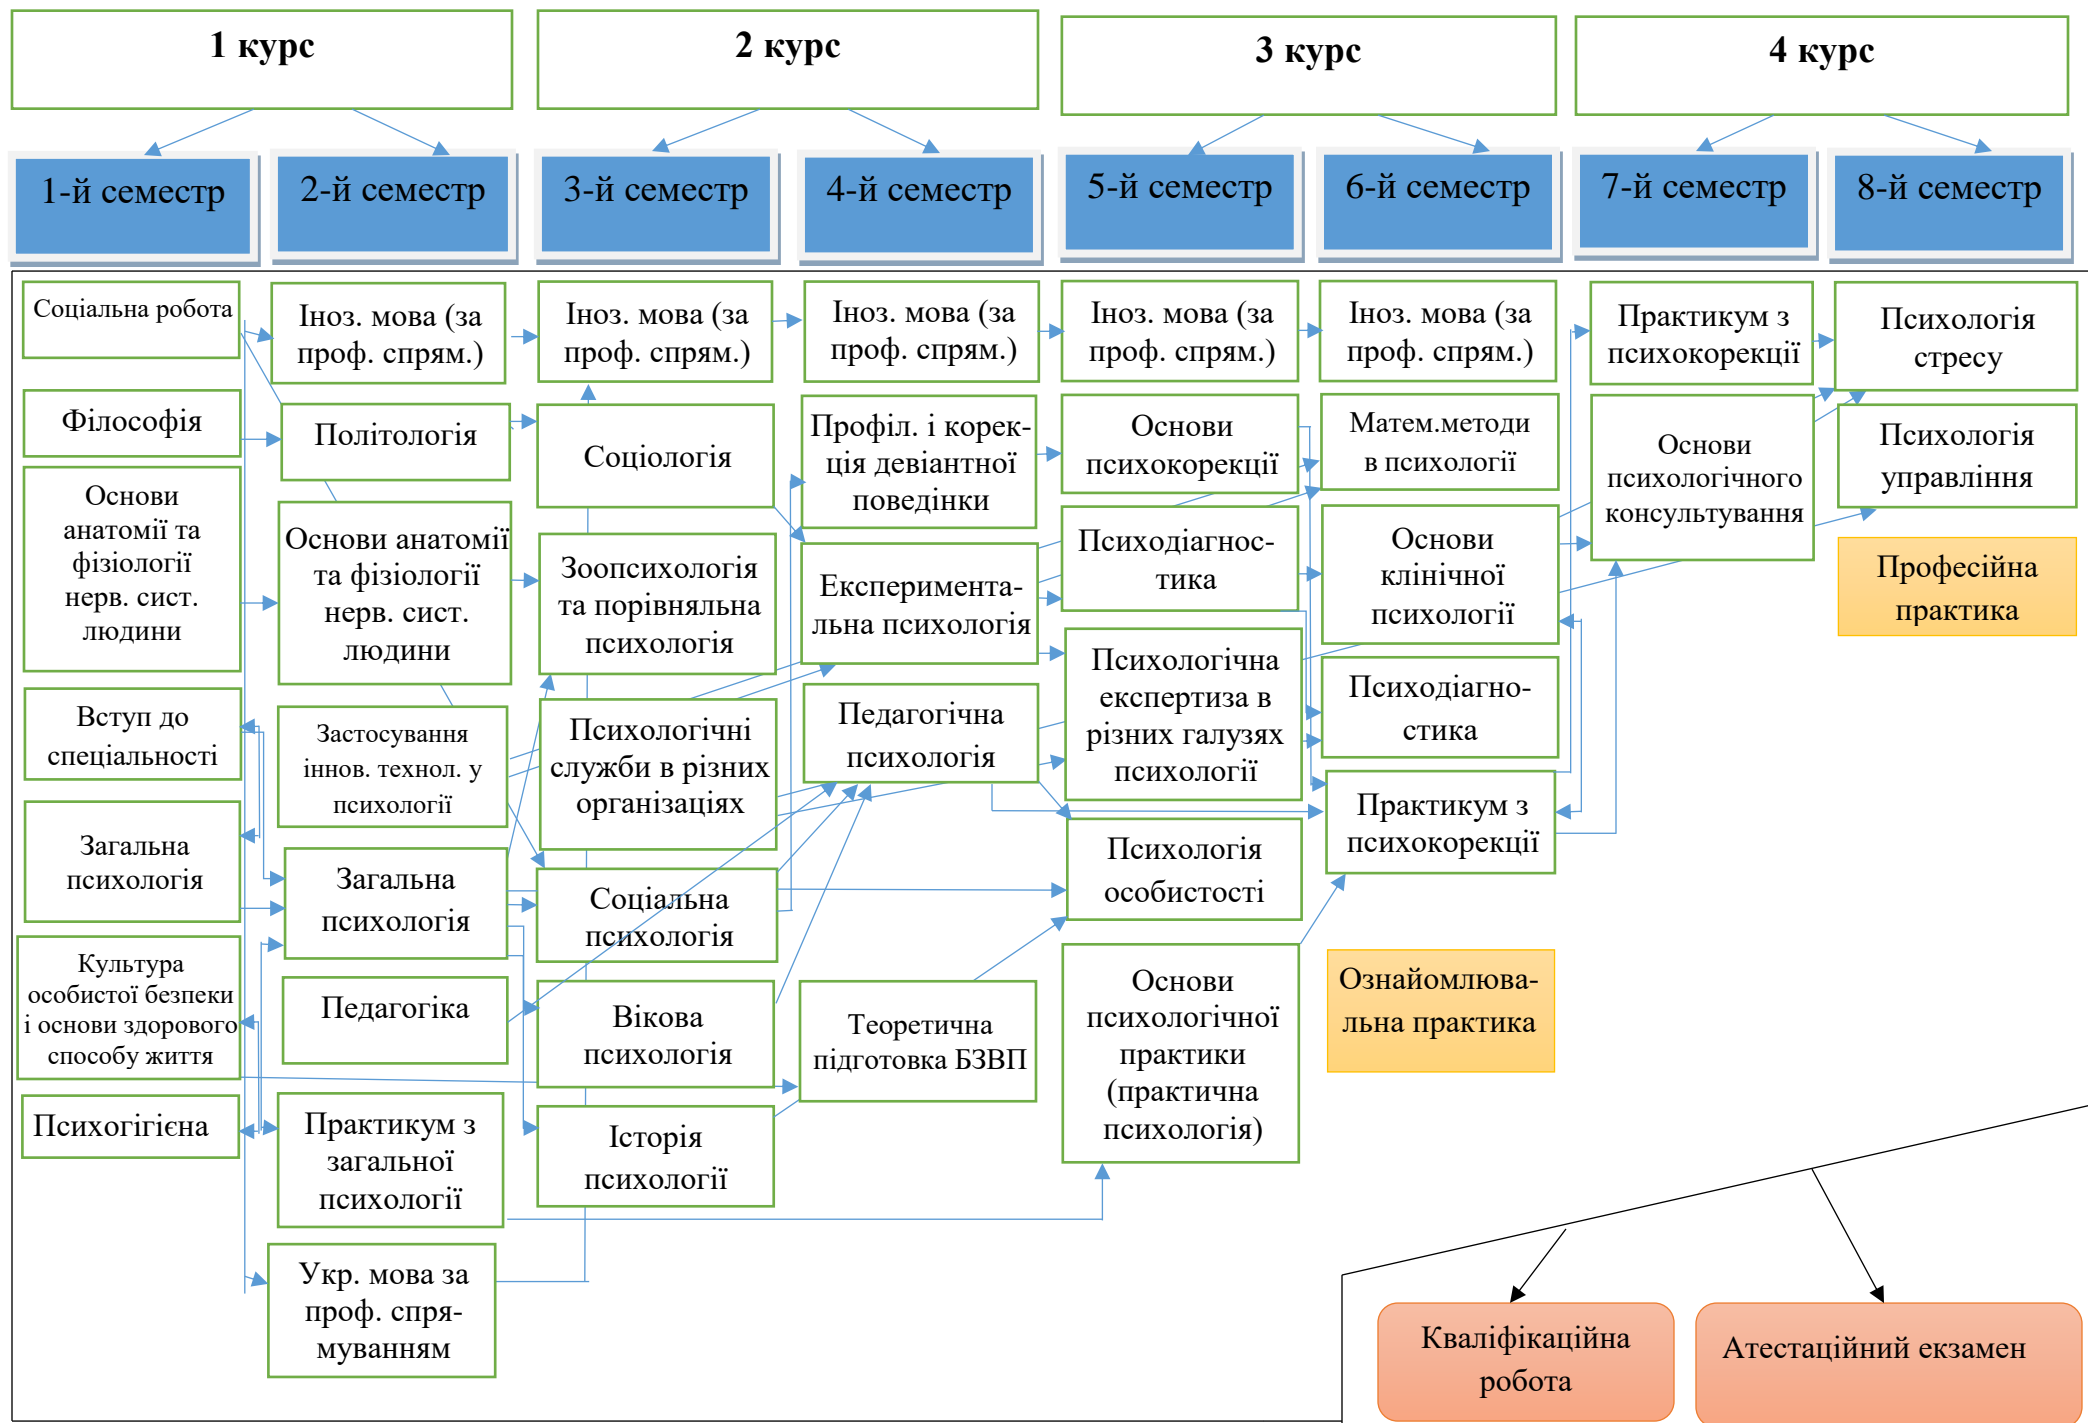 1 курс
2 курс
3 курс
4 курс
1-й семестр
2-й семестр
3-й семестр
4-й семестр
5-й семестр
6-й семестр
7-й семестр
8-й семестр
Соціальна робота
Філософія
Основи
анатомії та
фізіології
нерв. сист.
людини
Вступ до
спеціальності
Загальна
психологія
Культура
особистої безпеки
і основи здорового
способу життя
Психогігієна
Іноз. мова (за
проф. спрям.)
Політологія
Основи анатомії
та фізіології
нерв. сист.
людини
Застосування
іннов. технол. у
психології
Загальна
психологія
Педагогіка
Практикум з
загальної
психології
Укр. мова за
проф. спря-
муванням
Іноз. мова (за
проф. спрям.)
Соціологія
Зоопсихологія
та порівняльна
психологія
Психологічні
служби в різних
організаціях
Соціальна
психологія
Вікова
психологія
Історія
психології
Іноз. мова (за
проф. спрям.)
Профіл. і корек-
ція девіантної
поведінки
Експеримента-
льна психологія
Педагогічна
психологія
Теоретична
підготовка БЗВП
Іноз. мова (за
проф. спрям.)
Основи
психокорекції
Психодіагнос-
тика
Психологічна
експертиза в
різних галузях
психології
Психологія
особистості
Основи
психологічної
практики
(практична
психологія)
Іноз. мова (за
проф. спрям.)
Матем.методи
в психології
Основи
клінічної
психології
Психодіагно-
стика
Практикум з
психокорекції
Ознайомлюва-
льна практика
Практикум з
психокорекції
Основи
психологічного
консультування
Психологія
стресу
Психологія
управління
Професійна
практика
Кваліфікаційна
робота
Атестаційний екзамен